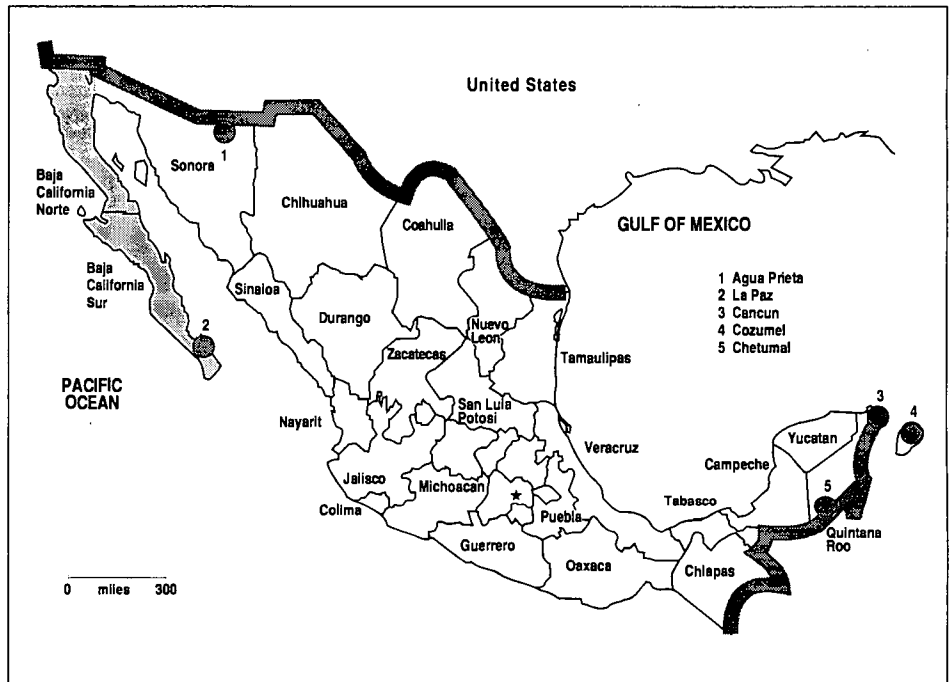 United States
Sonora
1
Baja
California
Norte
Chihuahua
Coahulla
GULF OF MEXICO
Baja
California
Sur
Sinaloa
1 Agua Prieta
2 La Paz
3 Cancun
4 Cozumel
5 Chetumal
Durango
Nuevo
Leon
2
Zacatecas
Tamaulipas
PACIFIC
OCEAN
San Luis
Potosi
Nayarit
3
4
Yucatan
Veracruz
Campeche
Jalisco
Michoacan
5
Tabasco
Colima
Puebla
Quintana
Roo
Guerrero
Oaxaca
Chiapas
0 miles 300